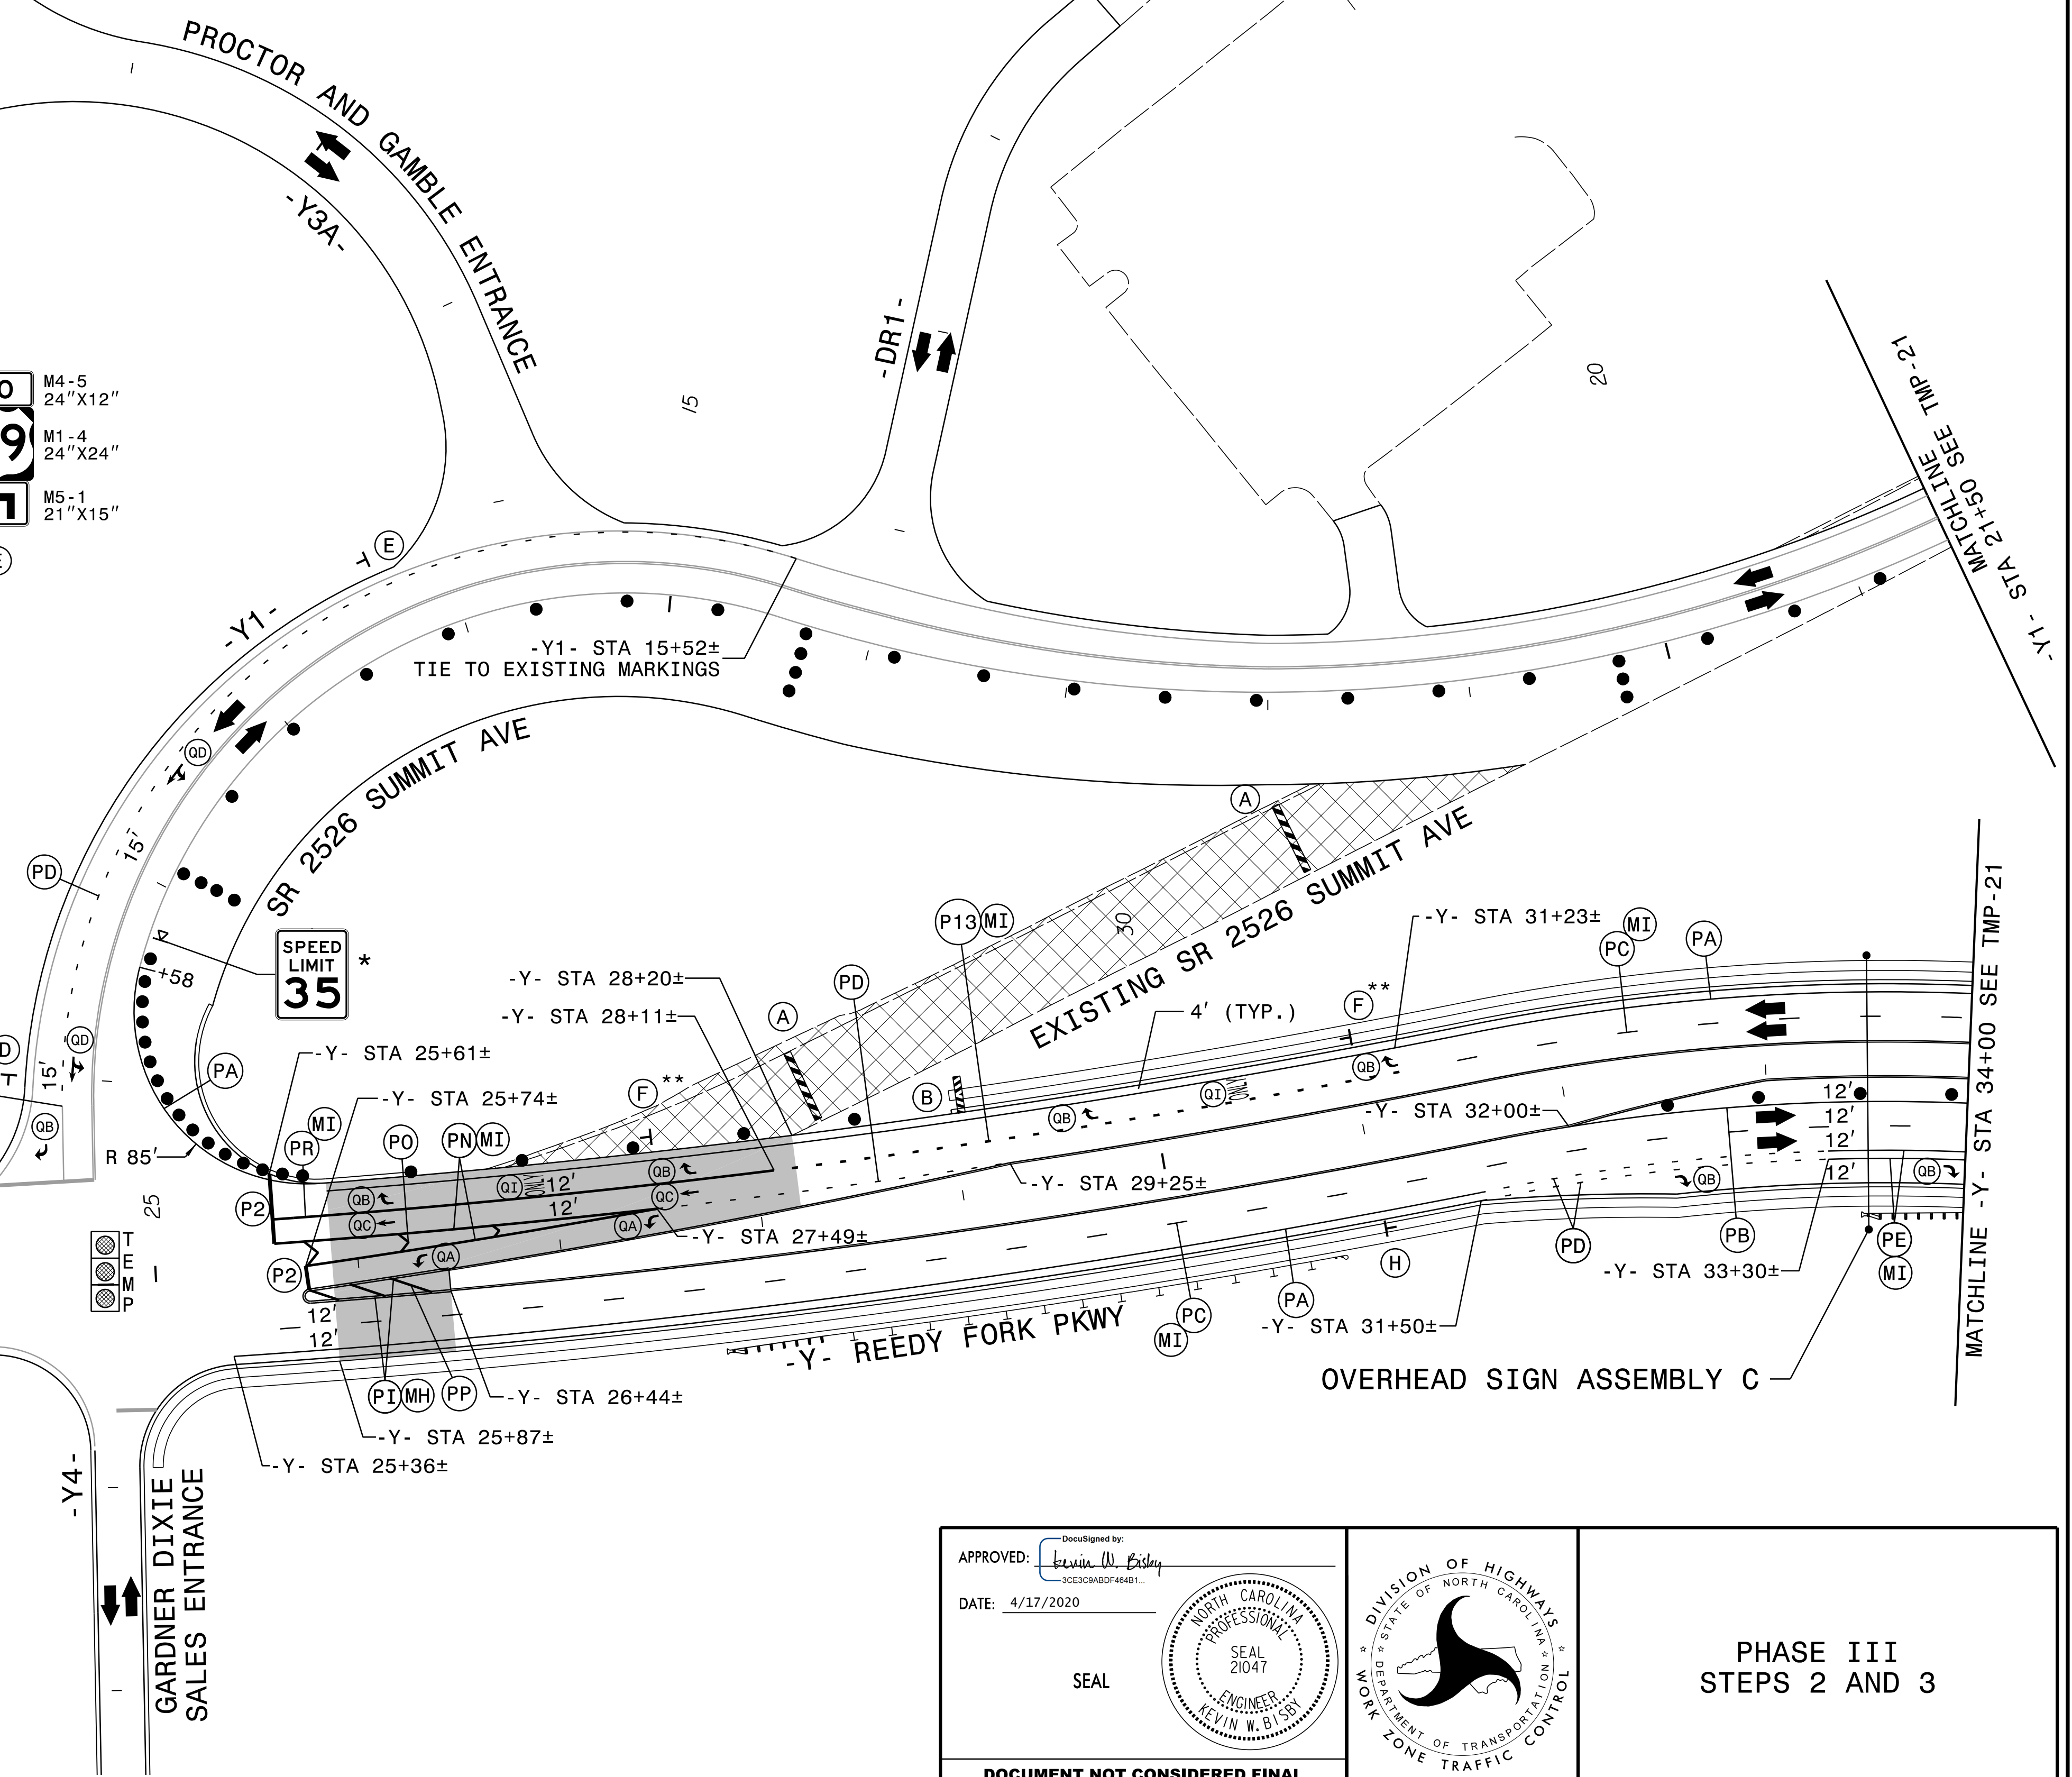 PROCTOR AND GAMBLE ENTRANCE
-Y3A-
M4-5
24"X12"
M1-4
24"X24"
M5-1
21"X15"
9
15
-DR1-
20
MATCHLINE
-Y1- STA 21+50 SEE TMP-21
E
-Y1-
-Y1- STA 15+52±
TIE TO EXISTING MARKINGS
QD
15'
PD
SR 2526 SUMMIT AVE
SPEED
LIMIT
35
*
+58
A
30
EXISTING SR 2526 SUMMIT AVE
P13
MI
-Y- STA 31+23±
MI
PC
PA
-Y- STA 28+20±
-Y- STA 28+11±
PD
A
4' (TYP.)
F
**
QD
15'
D
PA
QB
R 85'
-Y- STA 25+61±
-Y- STA 25+74±
F
**
B
QB
QI
ONLY
QB
-Y- STA 32+00±
12'
12'
12'
12'
MATCHLINE -Y- STA 34+00 SEE TMP-21
MI
PR
PO
PN
MI
P2
QB
QC
QI
ONLY
12'
12'
QB
QC
QA
QA
-Y- STA 29+25±
-Y- STA 27+49±
QB
QB
25
T
E
M
P
P2
12'
12'
PD
PB
PE
MI
H
-Y- STA 33+30±
PA
PC
MI
-Y- STA 31+50±
-Y- REEDY FORK PKWY
PI
MH
PP
-Y- STA 26+44±
-Y- STA 25+87±
-Y- STA 25+36±
OVERHEAD SIGN ASSEMBLY C
-Y4-
GARDNER DIXIE
SALES ENTRANCE
APPROVED:
DocuSigned by:
Kevin W. Bisby
3CE3C9ABDF464B1...
DATE: 4/17/2020
SEAL
NORTH CAROLINA
PROFESSIONAL
SEAL
21047
ENGINEER
KEVIN W. BISBY
DOCUMENT NOT CONSIDERED FINAL
DIVISION OF HIGHWAYS
STATE OF NORTH CAROLINA
DEPARTMENT OF TRANSPORTATION
WORK ZONE TRAFFIC CONTROL
PHASE III
STEPS 2 AND 3